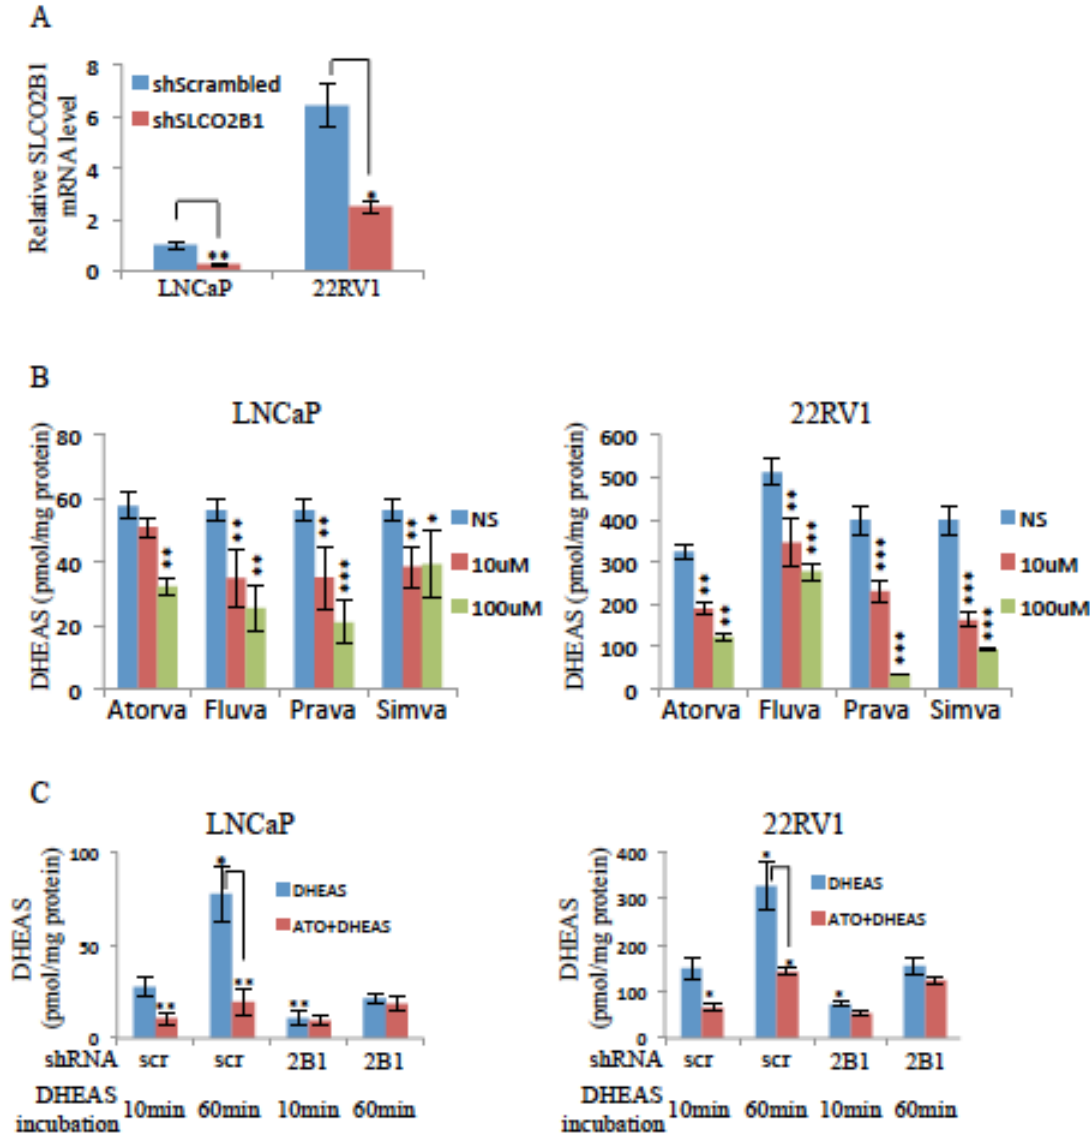 A
Relative SLCO2B1
mRNA level
8
6
4
2
0
shScrambled
shSLCO2B1
**
*
LNCaP 22RV1
B
LNCaP
DHEAS (pmol/mg protein)
80
60
40
20
0
** ** ** ** *** ** *
NS
10uM
100uM
Atorva Fluva Prava Simva
22RV1
DHEAS (pmol/mg protein)
600
500
400
300
200
100
0
** ** ** *** *** *** *** ***
NS
10uM
100uM
Atorva Fluva Prava Simva
C
LNCaP
DHEAS
(pmol/mg protein)
100
50
0
** * ** **
DHEAS
ATO+DHEAS
shRNA scr scr 2B1 2B1
DHEAS
incubation 10min 60min 10min 60min
22RV1
DHEAS
(pmol/mg protein)
400
300
200
100
0
* * * *
DHEAS
ATO+DHEAS
shRNA scr scr 2B1 2B1
DHEAS
incubation 10min 60min 10min 60min